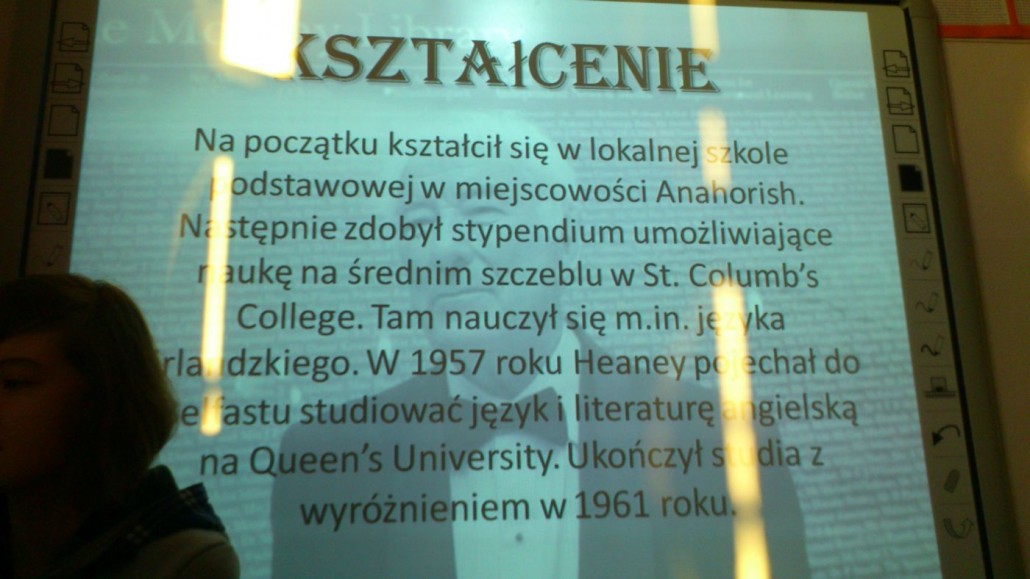 KSZTAłCENIE
Na początku kształcił się w lokalnej szkole
podstawowej w miejscowości Anahorish.
Następnie zdobył stypendium umożliwiające
naukę na średnim szczeblu w St. Columb's
College. Tam nauczył się m.in. języka
irlandzkiego. W 1957 roku Heaney pojechał do
Belfastu studiować język i literaturę angielską
na Queen's University. Ukończył studia z
wyróżnieniem w 1961 roku.